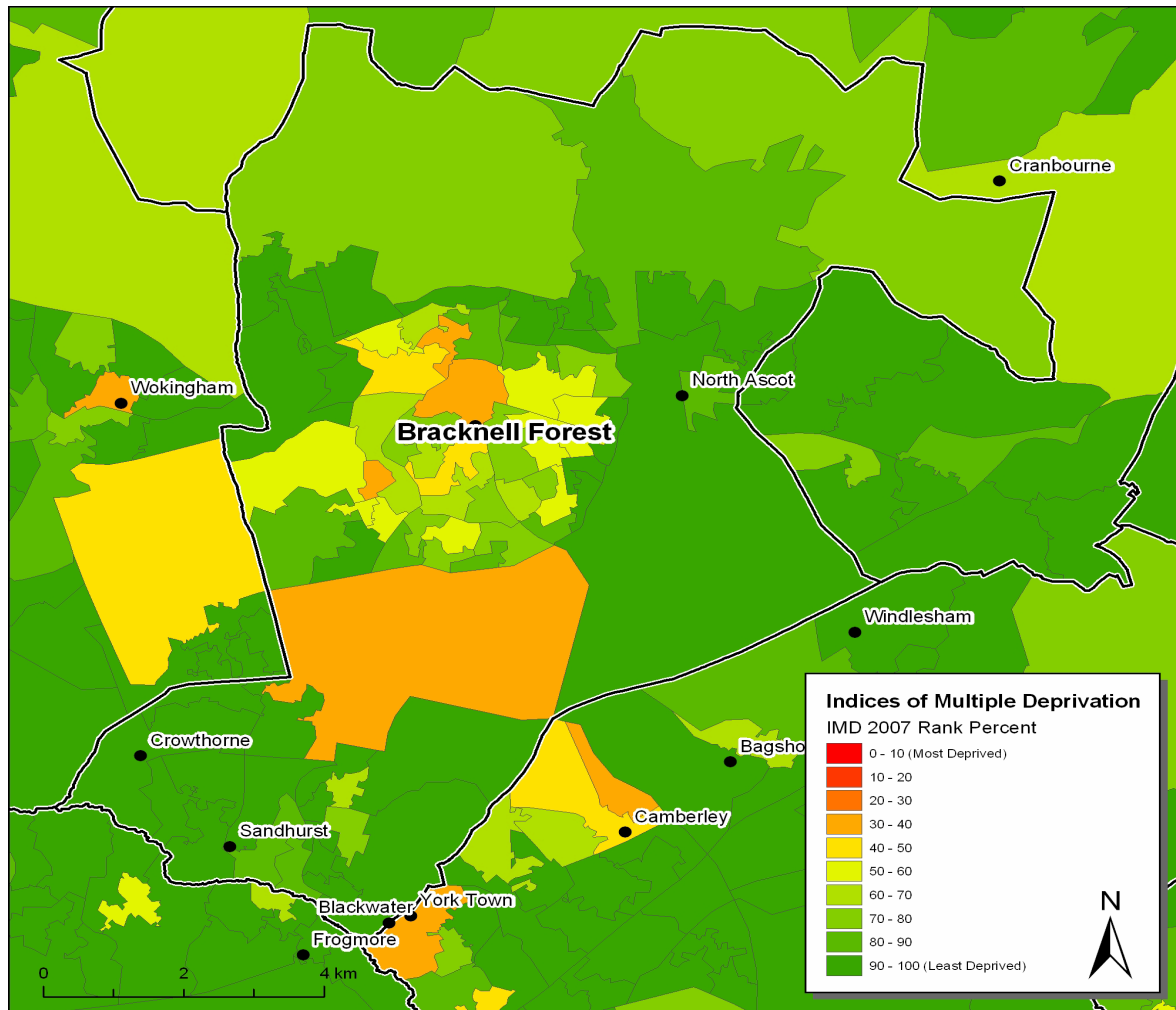 Cranbourne
Wokingham
North Ascot
Bracknell Forest
Windlesham
Crowthorne
Bagsho
Camberley
Sandhurst
York Town
Blackwater
Frogmore
0 2 4 km
Indices of Multiple Deprivation
IMD 2007 Rank Percent
0 - 10 (Most Deprived)
10 - 20
20 - 30
30 - 40
40 - 50
50 - 60
60 - 70
70 - 80
80 - 90
90 - 100 (Least Deprived)
N